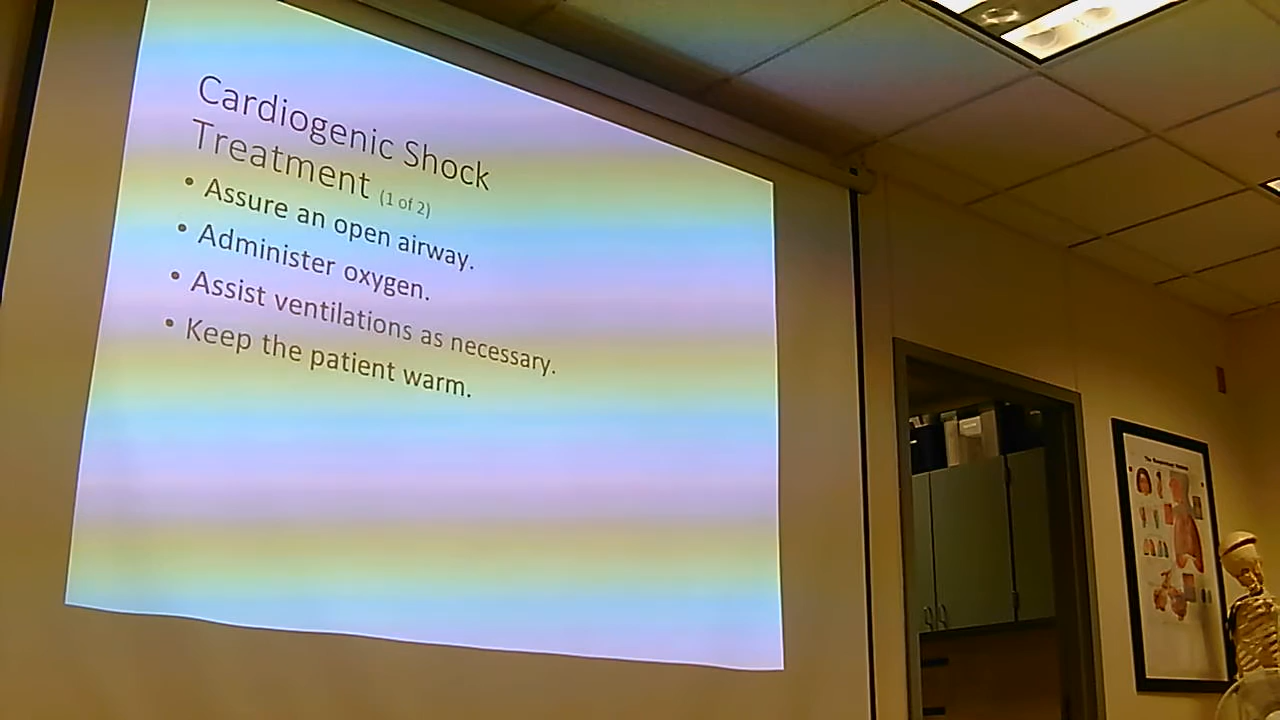 Cardiogenic Shock
Treatment (1 of 2)
• Assure an open airway.
• Administer oxygen.
• Assist ventilations as necessary.
• Keep the patient warm.